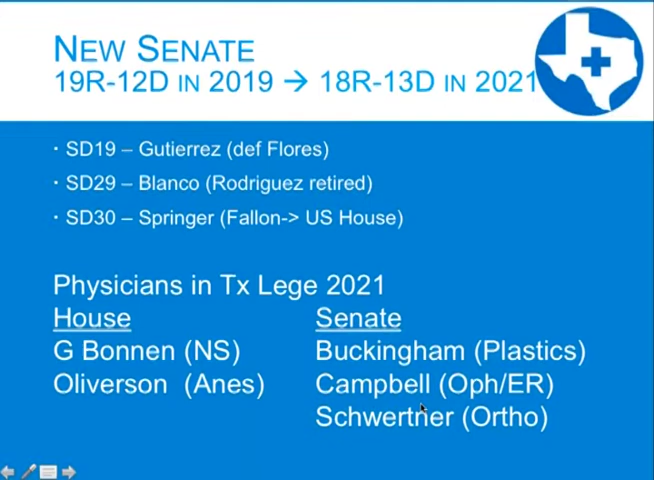 NEW SENATE
19R-12D IN 2019 → 18R-13D IN 2021
· SD19 – Gutierrez (def Flores)
· SD29 – Blanco (Rodriguez retired)
· SD30 – Springer (Fallon-> US House)
Physicians in Tx Lege 2021
House
G Bonnen (NS)
Oliverson (Anes)
Senate
Buckingham (Plastics)
Campbell (Oph/ER)
Schwertner (Ortho)